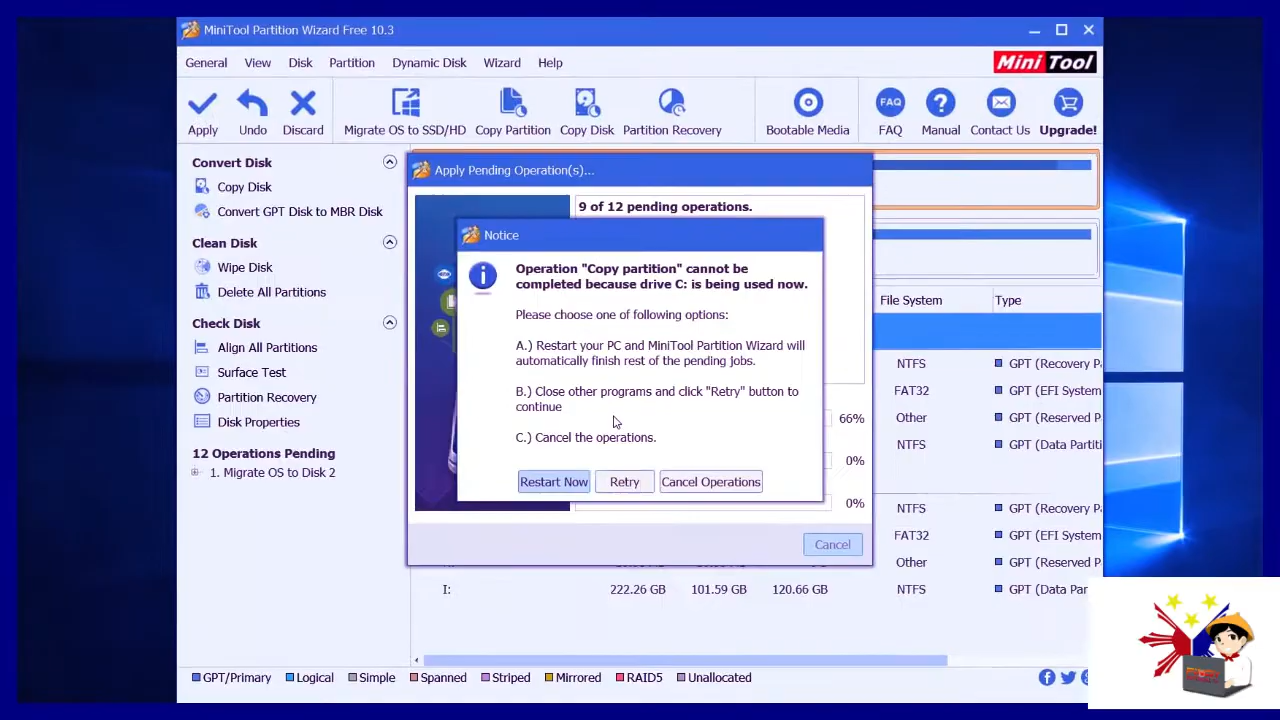 MiniTool Partition Wizard Free 10.3
General View Disk Partition Dynamic Disk Wizard Help
Mini Tool
Apply Undo Discard Migrate OS to SSD/HD Copy Partition Copy Disk Partition Recovery Bootable Media FAQ Manual Contact Us Upgrade!
FAQ
Convert Disk
Copy Disk
Convert GPT Disk to MBR Disk
Clean Disk
Wipe Disk
Delete All Partitions
Check Disk
Align All Partitions
Surface Test
Partition Recovery
Disk Properties
12 Operations Pending
1. Migrate OS to Disk 2
Apply Pending Operation(s)...
9 of 12 pending operations.
Notice
Operation "Copy partition" cannot be
completed because drive C: is being used now.
Please choose one of following options:
A.) Restart your PC and MiniTool Partition Wizard will
automatically finish rest of the pending jobs.
B.) Close other programs and click "Retry" button to
continue
C.) Cancel the operations.
Restart Now Retry Cancel Operations
66%
0%
0%
Cancel
File System Type
NTFS GPT (Recovery Pa
FAT32 GPT (EFI System
Other GPT (Reserved P
NTFS GPT (Data Partiti
NTFS GPT (Recovery Pa
FAT32 GPT (EFI System
Other GPT (Reserved P
I: 222.26 GB 101.59 GB 120.66 GB NTFS GPT (Data Par
GPT/Primary Logical Simple Spanned Striped Mirrored RAID5 Unallocated